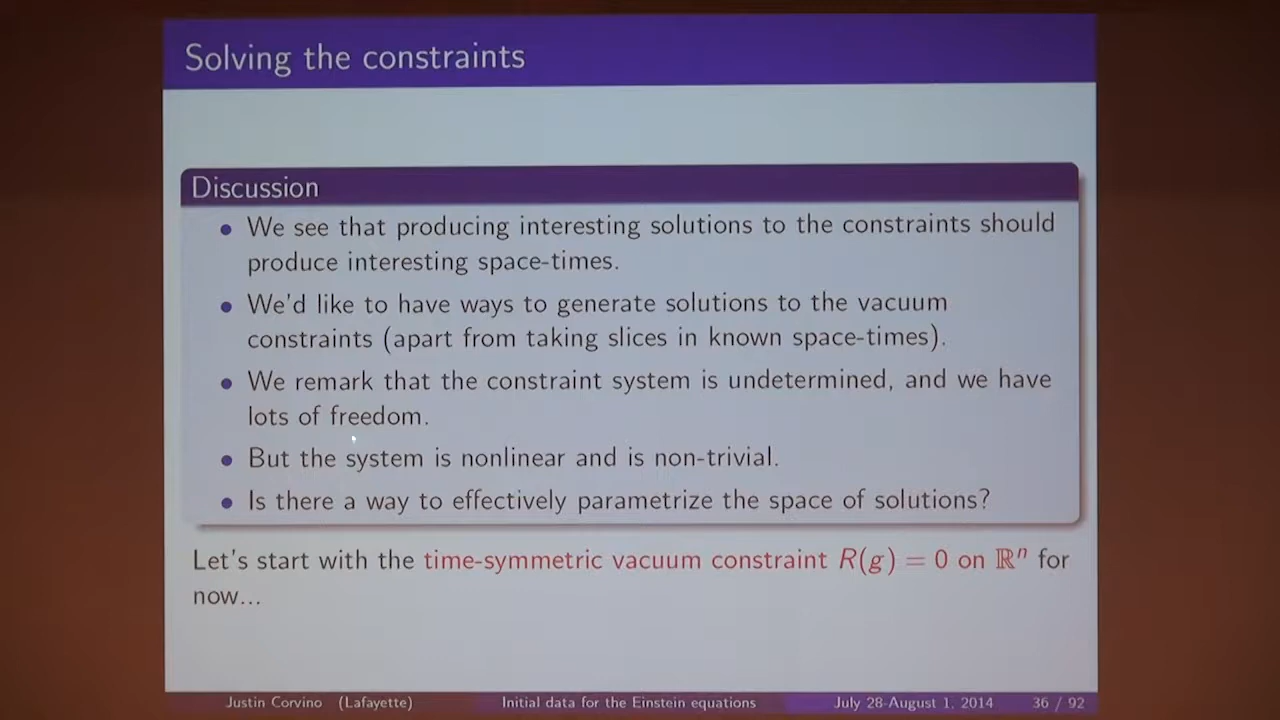 Solving the constraints
Discussion
• We see that producing interesting solutions to the constraints should
produce interesting space-times.
• We'd like to have ways to generate solutions to the vacuum
constraints (apart from taking slices in known space-times).
• We remark that the constraint system is undetermined, and we have
lots of freedom.
• But the system is nonlinear and is non-trivial.
• Is there a way to effectively parametrize the space of solutions?
Let's start with the time-symmetric vacuum constraint R(g) = 0 on ℝⁿ for
now...
Justin Corvino (Lafayette) Initial data for the Einstein equations July 28-August 1, 2014 36 / 92